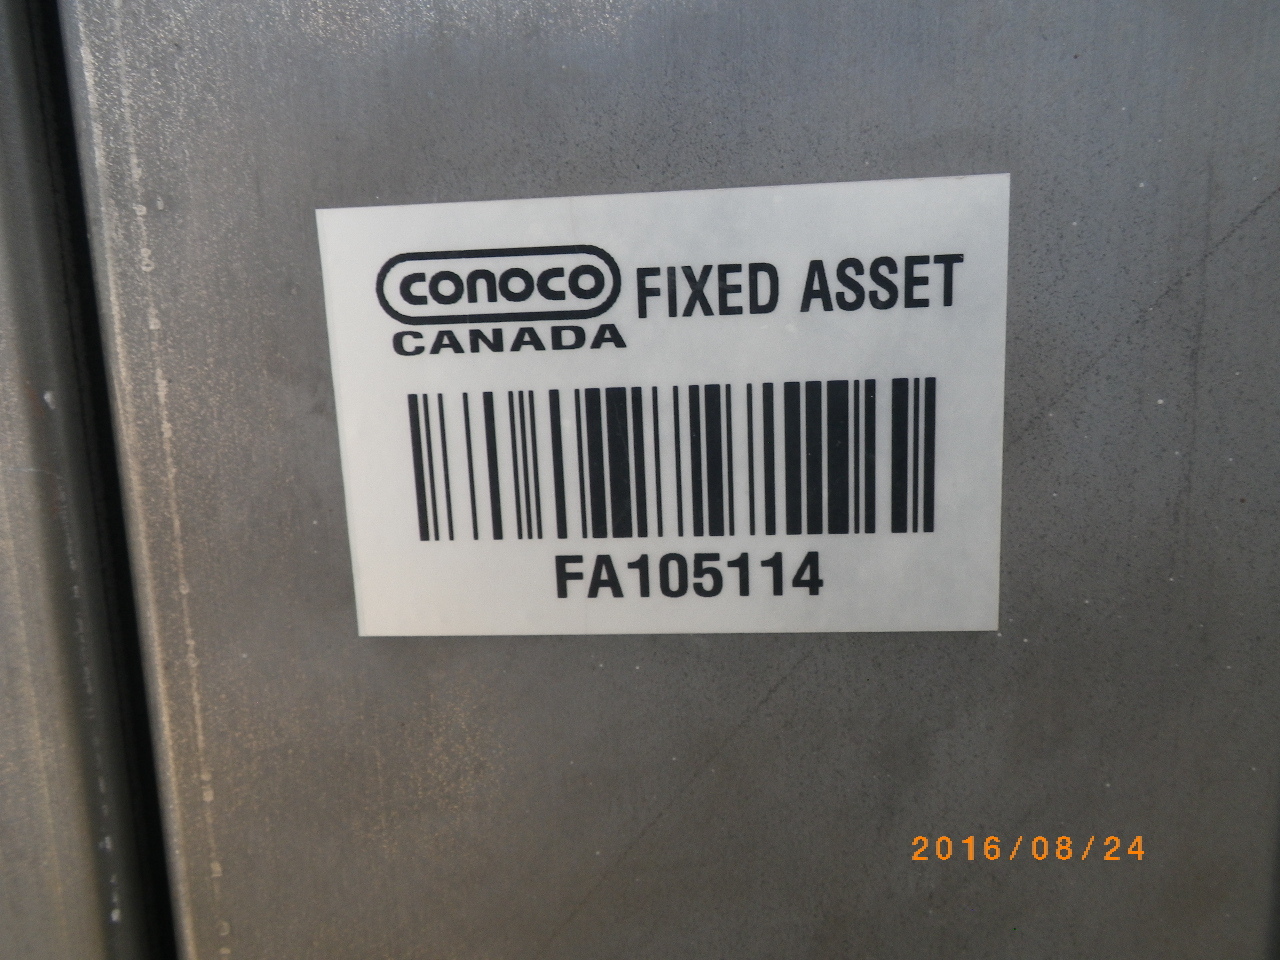 conoco FIXED ASSET
CANADA
FA105114
2016/08/24